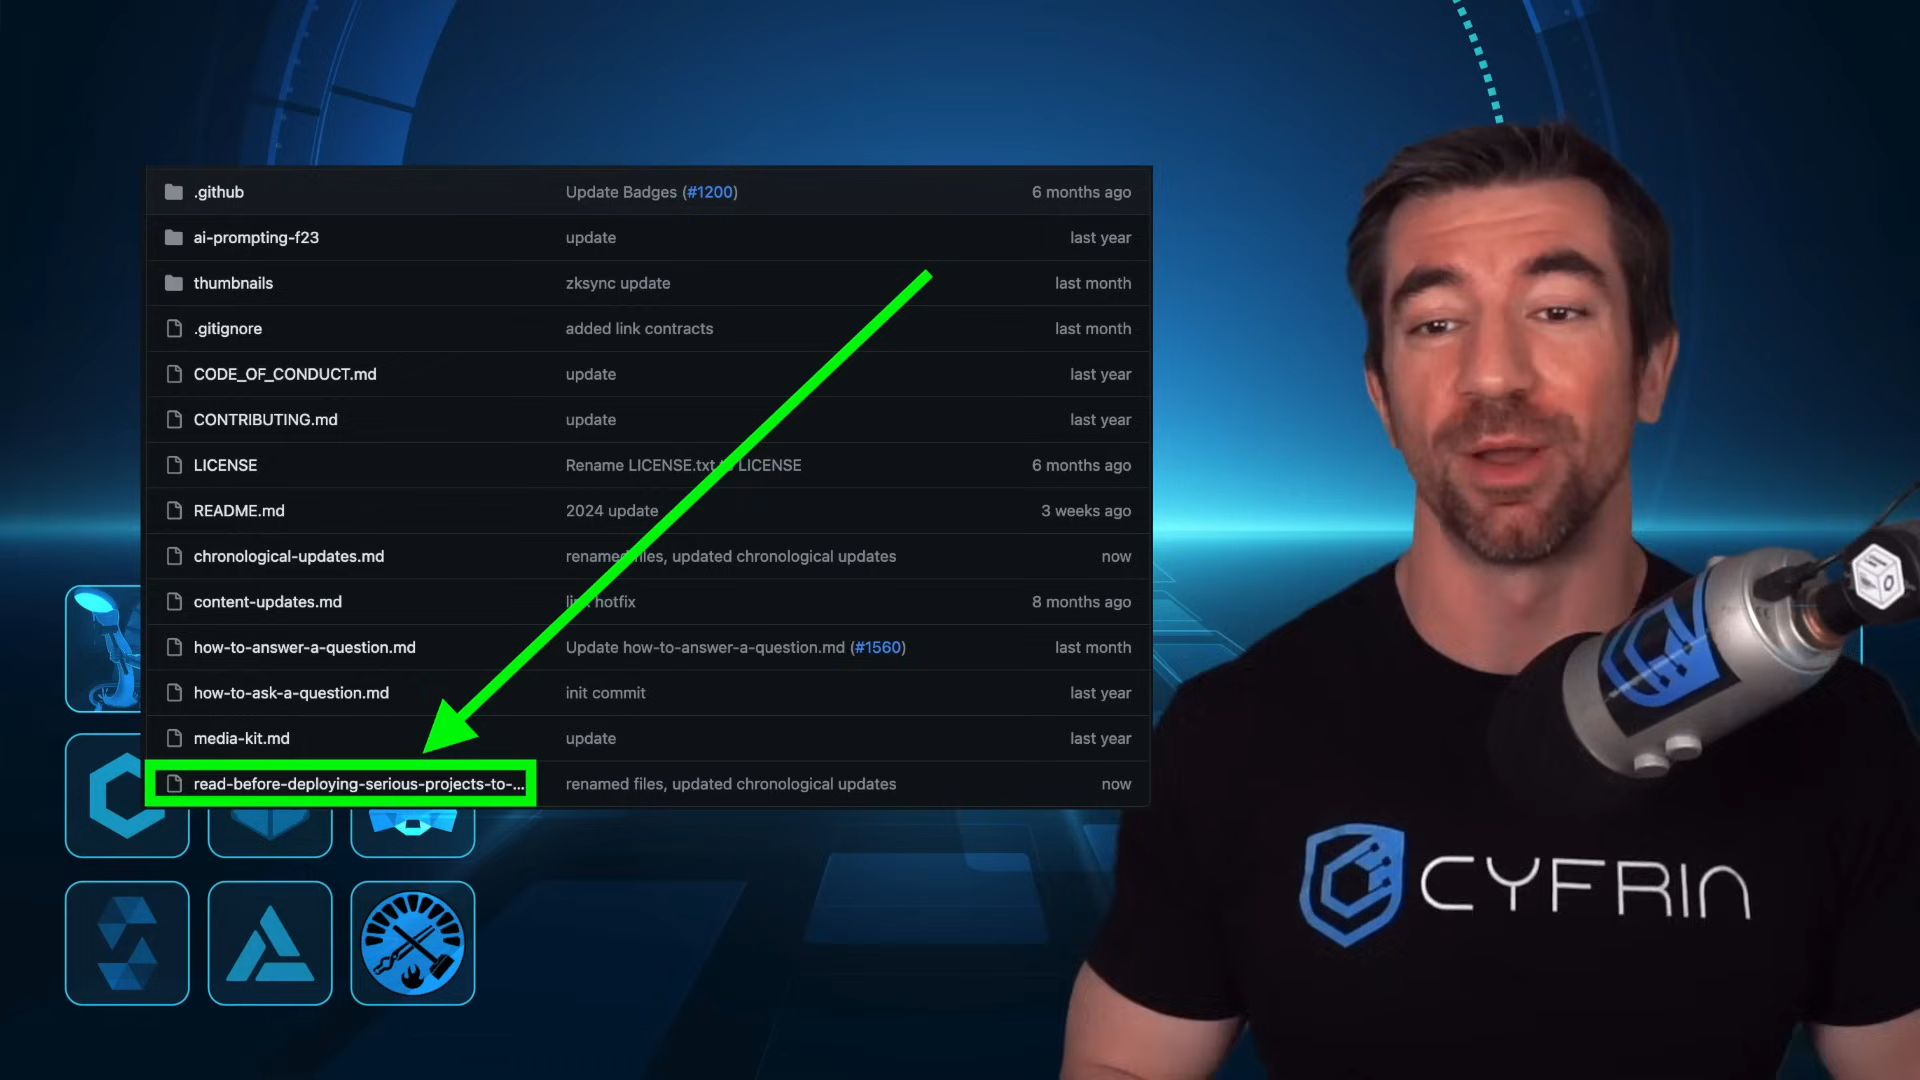 .github Update Badges (#1200) 6 months ago
ai-prompting-f23 update last year
thumbnails zksync update last month
.gitignore added link contracts last month
CODE_OF_CONDUCT.md update last year
CONTRIBUTING.md update last year
LICENSE Rename LICENSE.txt LICENSE 6 months ago
README.md 2024 update 3 weeks ago
chronological-updates.md renamed files, updated chronological updates now
content-updates.md link hotfix 8 months ago
how-to-answer-a-question.md Update how-to-answer-a-question.md (#1560) last month
how-to-ask-a-question.md init commit last year
media-kit.md update last year
read-before-deploying-serious-projects-to-... renamed files, updated chronological updates now
CYFRIN